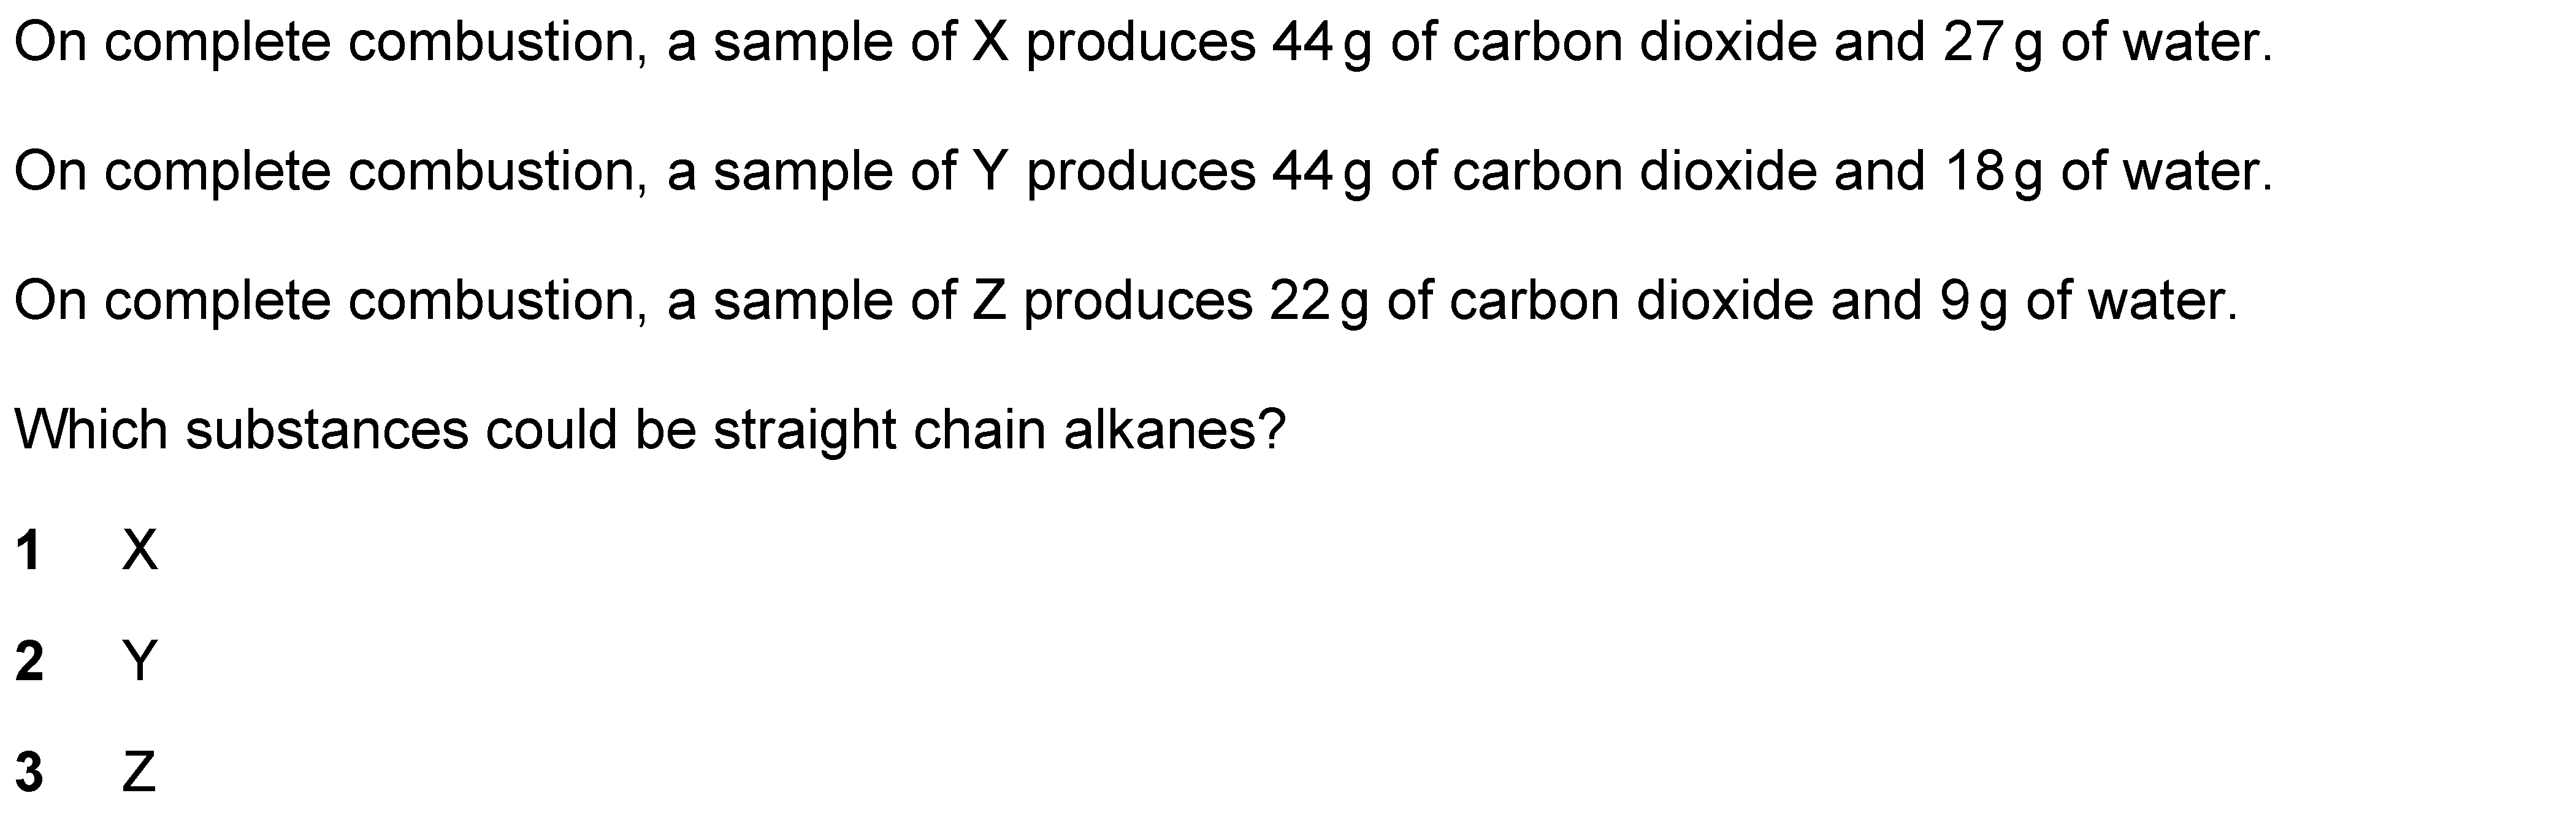 On complete combustion, a sample of X produces 44 g of carbon dioxide and 27 g of water.
On complete combustion, a sample of Y produces 44 g of carbon dioxide and 18 g of water.
On complete combustion, a sample of Z produces 22 g of carbon dioxide and 9 g of water.
Which substances could be straight chain alkanes?
1 X
2 Y
3 Z